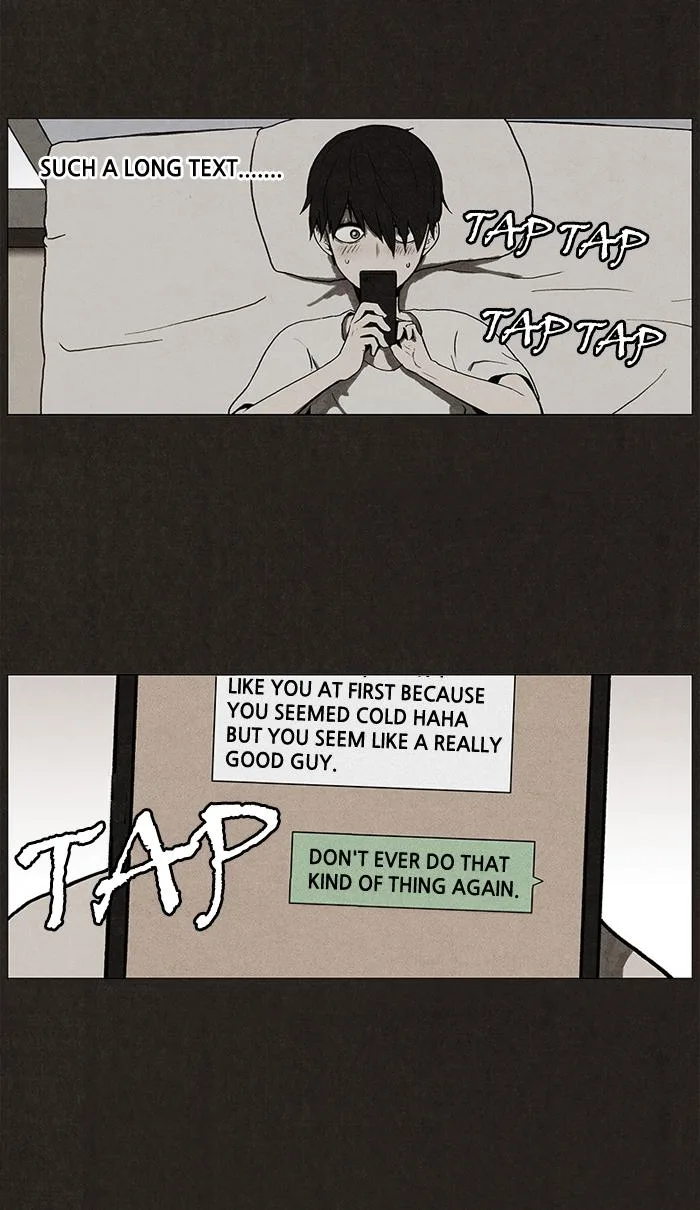 SUCH A LONG TEXT.......
TAP TAP
TAP TAP
LIKE YOU AT FIRST BECAUSE
YOU SEEMED COLD HAHA
BUT YOU SEEM LIKE A REALLY
GOOD GUY.
TAP
DON'T EVER DO THAT
KIND OF THING AGAIN.